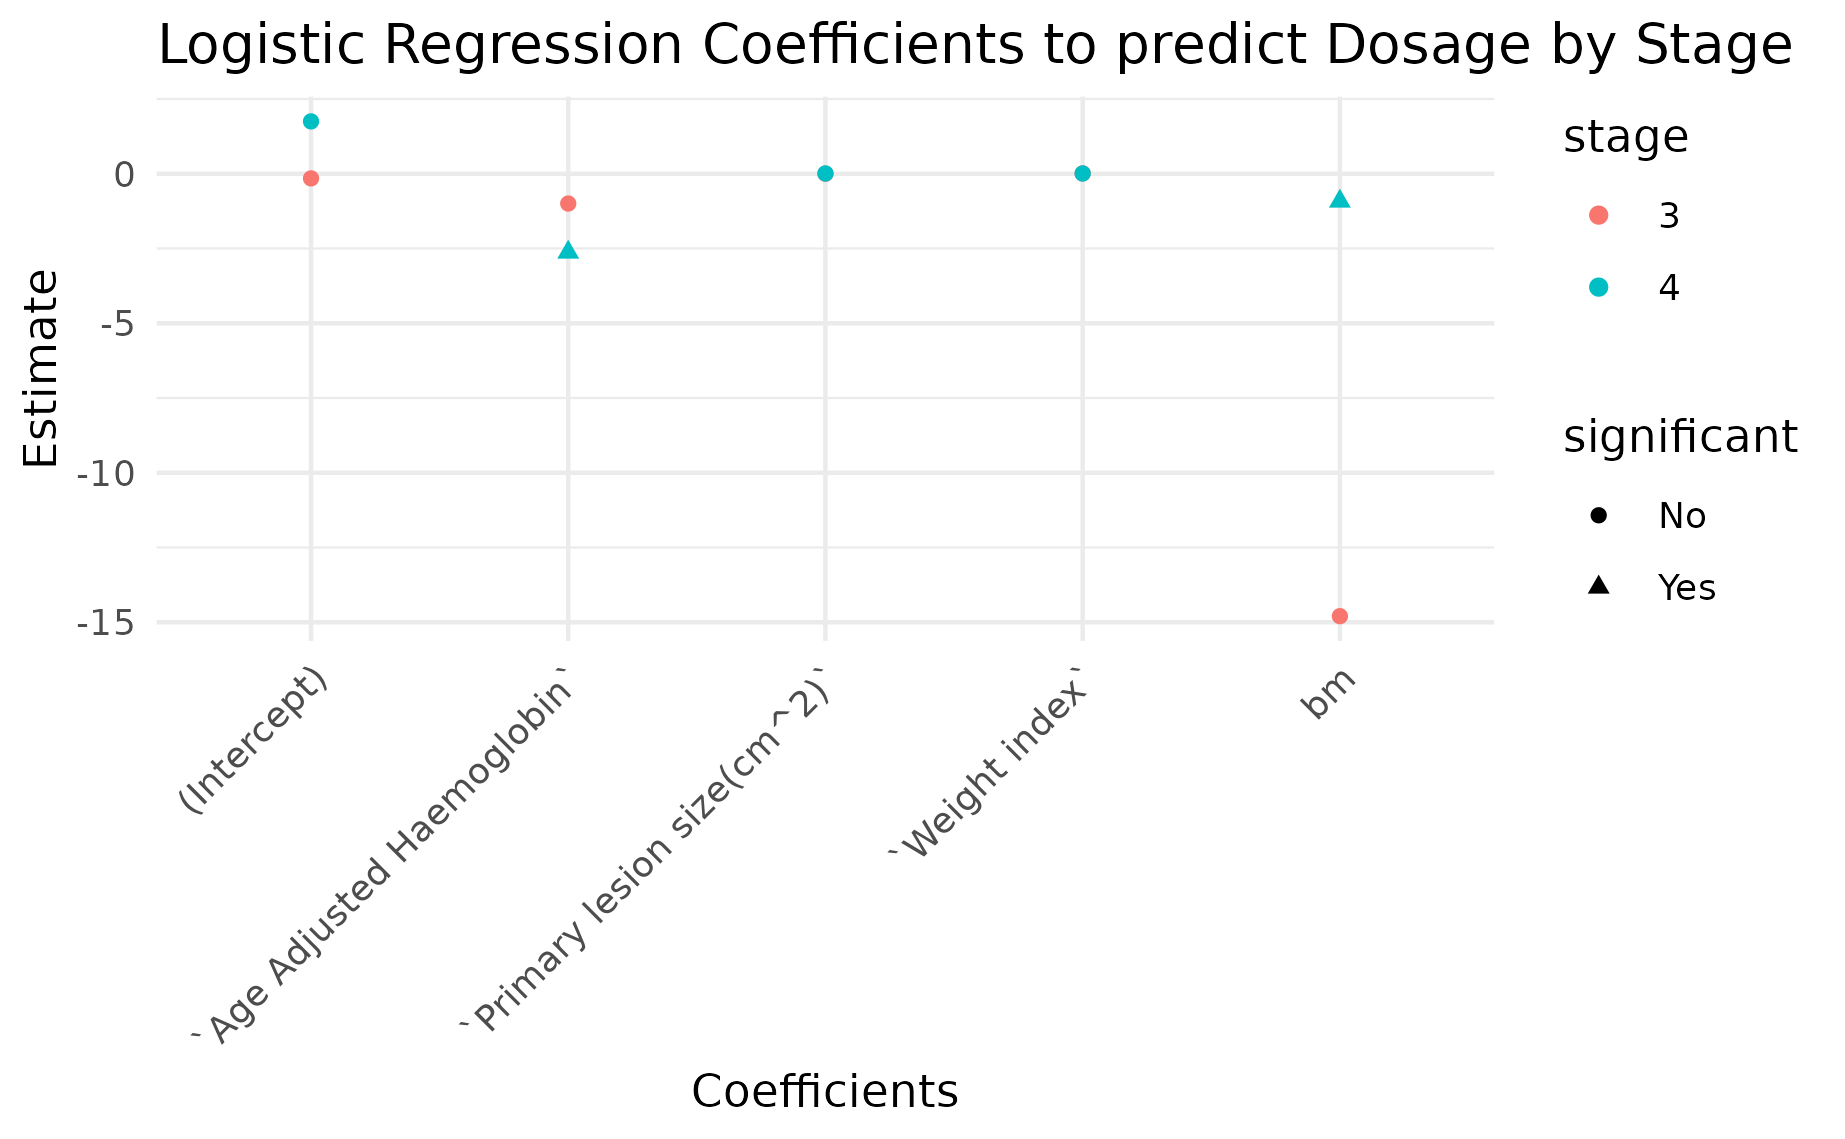 Logistic Regression Coefficients to predict Dosage by Stage
Estimate
0
-5
-10
-15
(Intercept)
`Age Adjusted Haemoglobin`
`Primary lesion size(cm^2)`
`Weight index`
bm
Coefficients
stage
3
4
significant
No
Yes